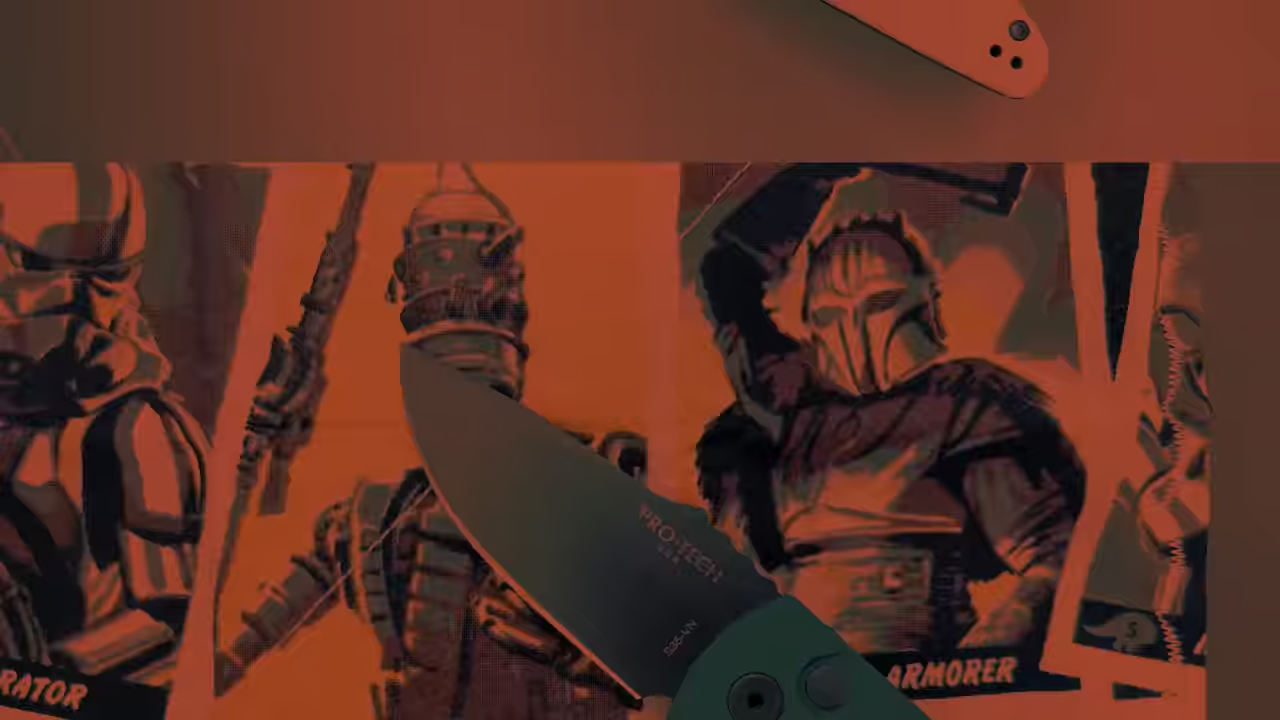 PRO-TECH
U.S.A.
S35-VN
S
RATOR
ARMORER